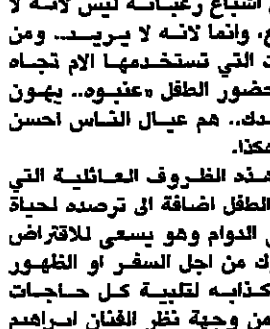 اشباع رغباته ليس لانه لا
، وانما لانه لا يريد.. ومن
التي تستخدمها الام تجاه
حضور الطفل «عنبوه.. يهون
دك.. هم عيال الناس احسن
هكذا.
هذه الظروف العائلية التي
الطفل اضافة الى ترصده لحياة
الدوام وهو يسعى للاقتراض
ك من اجل السفر او الظهور
كذابه لتلبية كل حاجات
من وجهة نظر الفنان ابراهيم